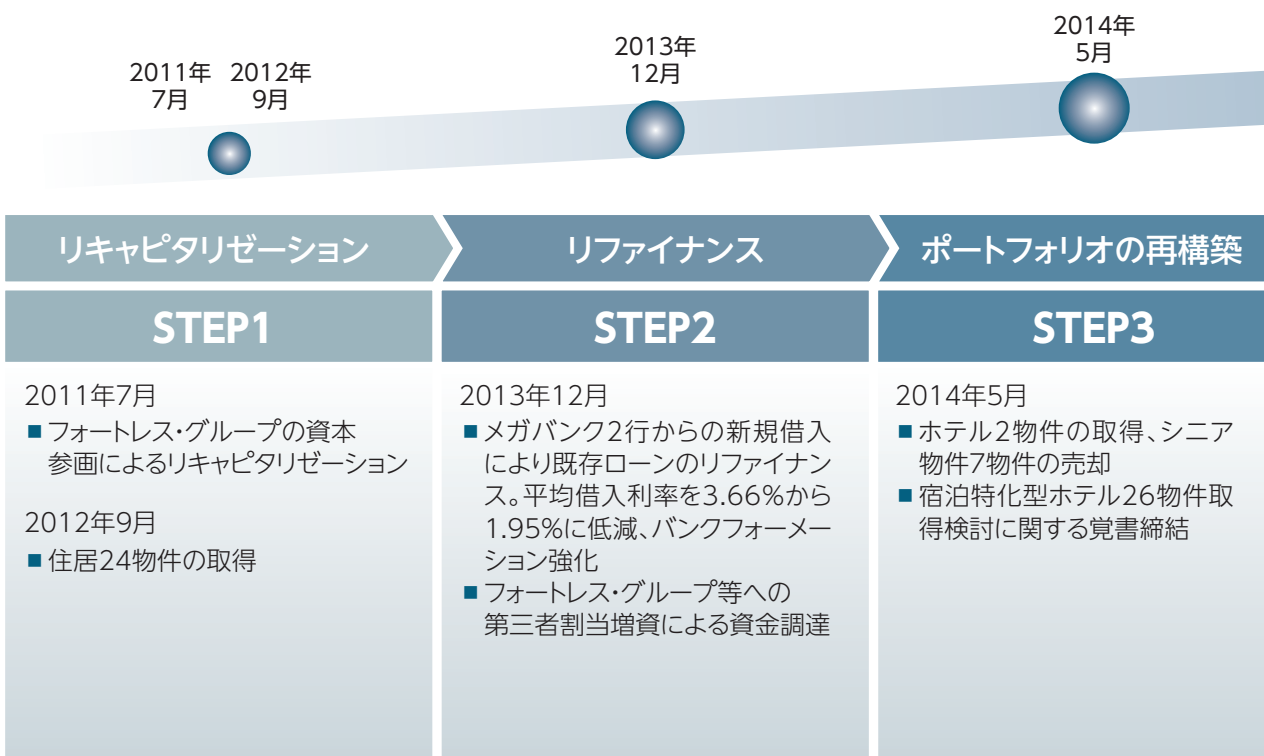 2011年
7月
2012年
9月
2013年
12月
2014年
5月
リキャピタリゼーション
リファイナンス
ポートフォリオの再構築
STEP1
STEP2
STEP3
2011年7月
■フォートレス・グループの資本
参画によるリキャピタリゼーション
2012年9月
■住居24物件の取得
2013年12月
■メガバンク2行からの新規借入
により既存ローンのリファイナン
ス。平均借入利率を3.66%から
1.95%に低減、バンクフォーメー
ション強化
■フォートレス・グループ等への
第三者割当増資による資金調達
2014年5月
■ホテル2物件の取得、シニア
物件7物件の売却
■宿泊特化型ホテル26物件取
得検討に関する覚書締結